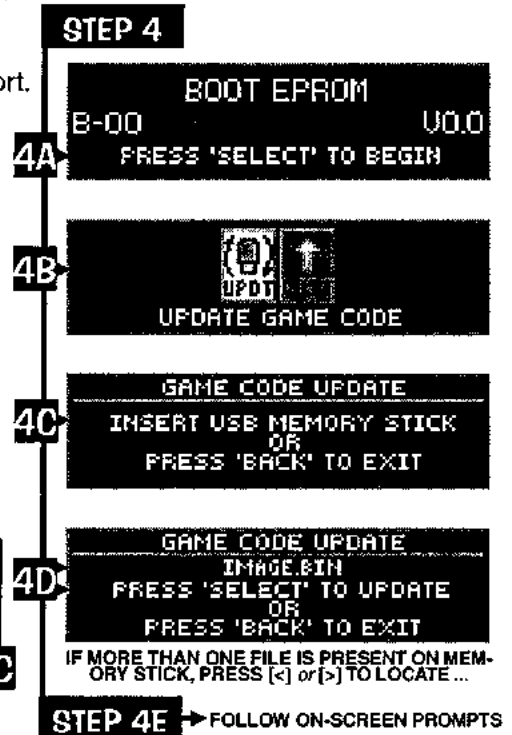 STEP 4
ort.
BOOT EPROM
B-00 V0.0
4A PRESS 'SELECT' TO BEGIN
4B
UPDT
UPDATE GAME CODE
GAME CODE UPDATE
4C INSERT USB MEMORY STICK
OR
PRESS 'BACK' TO EXIT
GAME CODE UPDATE
IMAGE.BIN
4D PRESS 'SELECT' TO UPDATE
OR
PRESS 'BACK' TO EXIT
C
IF MORE THAN ONE FILE IS PRESENT ON MEM-
ORY STICK, PRESS [<] or [>] TO LOCATE ...
STEP 4E FOLLOW ON-SCREEN PROMPTS